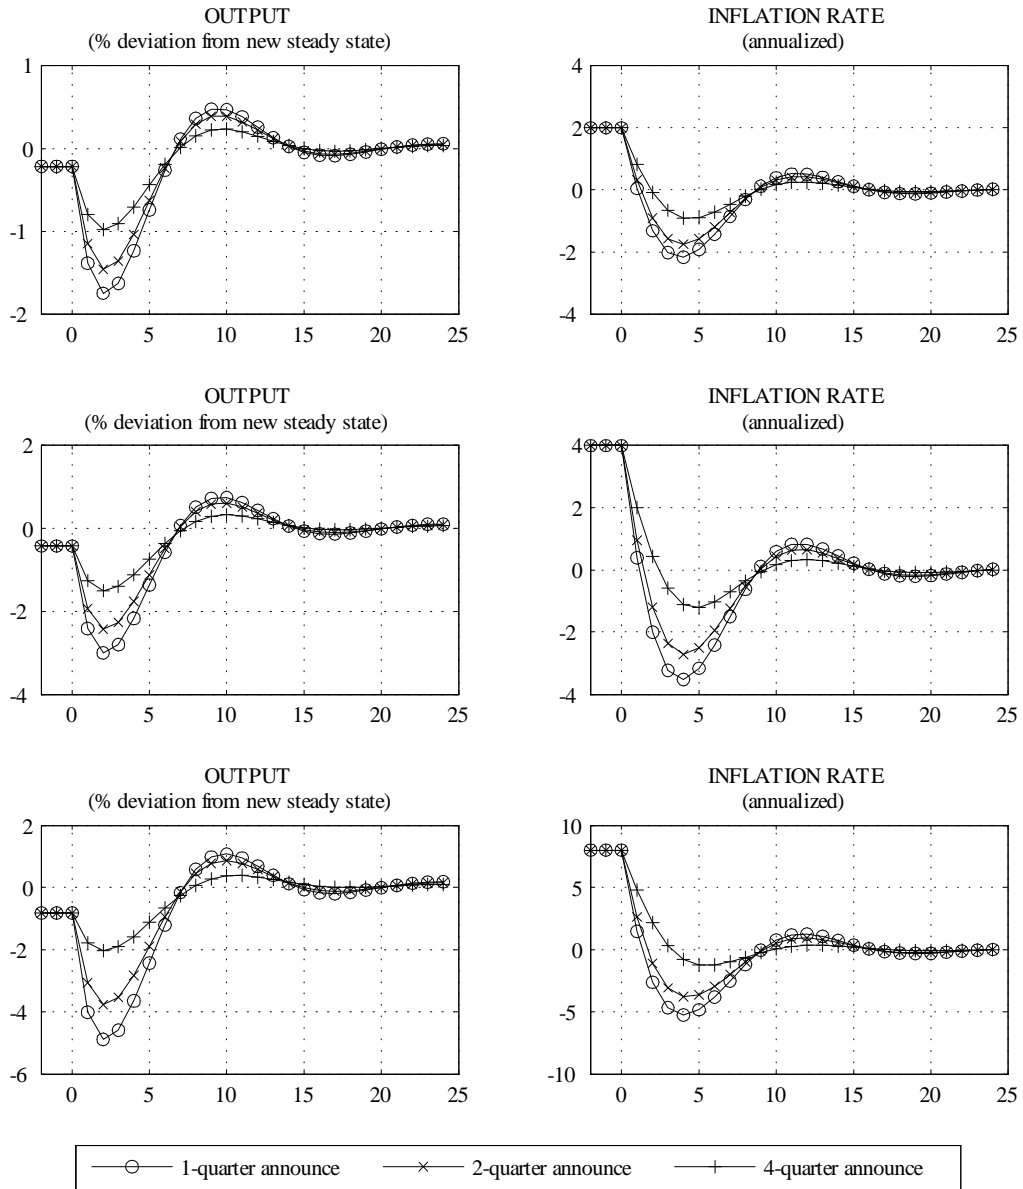 OUTPUT
(% deviation from new steady state)
INFLATION RATE
(annualized)
1
0
-1
-2
0 5 10 15 20 25
4
2
0
-2
-4
0 5 10 15 20 25
OUTPUT
(% deviation from new steady state)
INFLATION RATE
(annualized)
2
0
-2
-4
0 5 10 15 20 25
4
2
0
-2
-4
0 5 10 15 20 25
OUTPUT
(% deviation from new steady state)
INFLATION RATE
(annualized)
2
0
-2
-4
-6
0 5 10 15 20 25
10
5
0
-5
-10
0 5 10 15 20 25
1-quarter announce 2-quarter announce 4-quarter announce